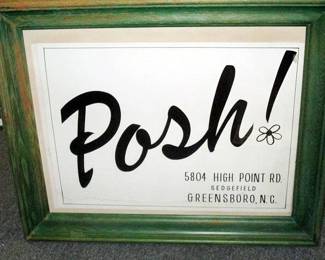 Posh!
5804 HIGH POINT RD.
SEDGEFIELD
GREENSBORO, N.C.